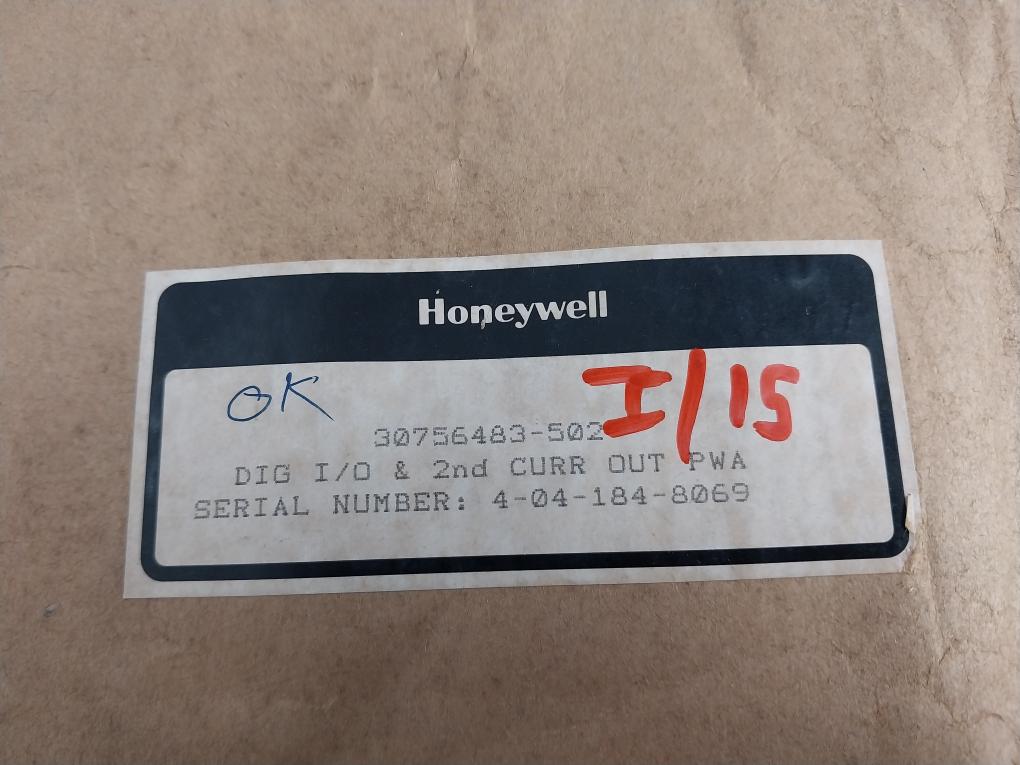 Honeywell
OK
I/15
30756483-502
DIG I/O & 2nd CURR OUT PWA
SERIAL NUMBER: 4-04-184-8069